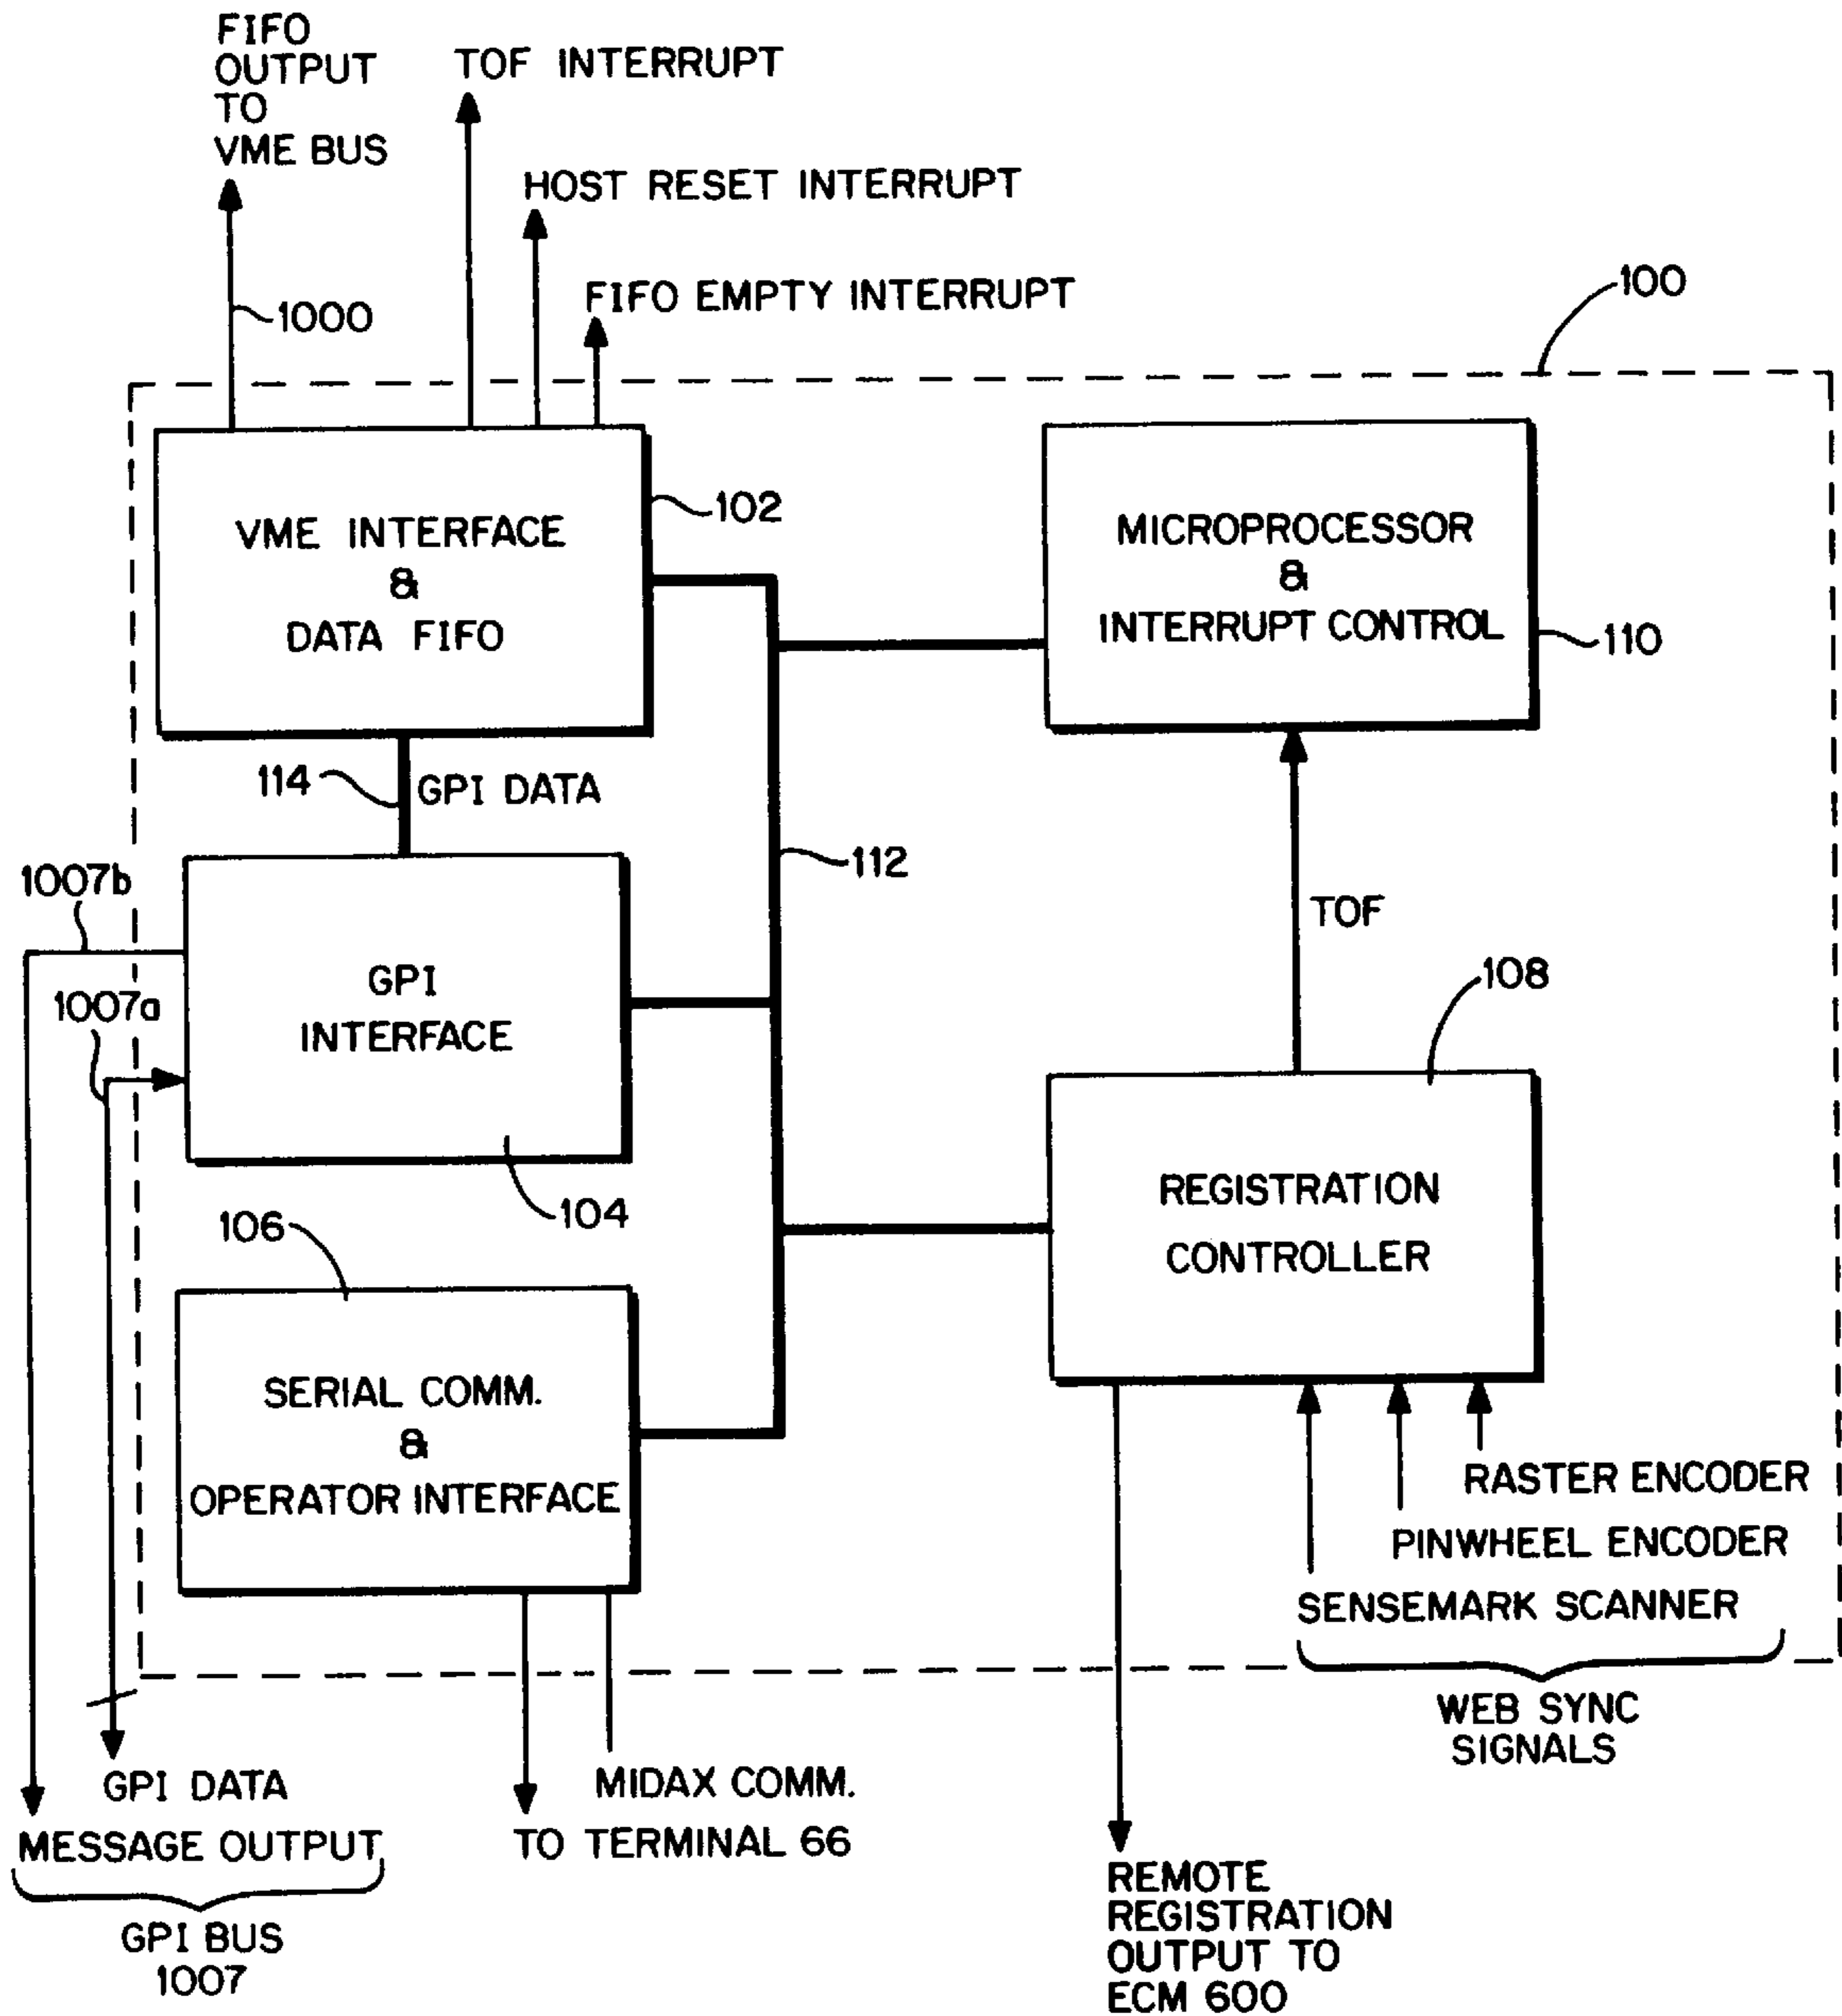 FIFO
OUTPUT
TO
VME BUS
TOF INTERRUPT
HOST RESET INTERRUPT
FIFO EMPTY INTERRUPT
1000
100
VME INTERFACE
&
DATA FIFO
102
MICROPROCESSOR
&
INTERRUPT CONTROL
110
114
GPI DATA
112
1007b
1007a
GPI
INTERFACE
104
TOF
108
REGISTRATION
CONTROLLER
106
SERIAL COMM.
&
OPERATOR INTERFACE
RASTER ENCODER
PINWHEEL ENCODER
SENSEMARK SCANNER
WEB SYNC
SIGNALS
GPI DATA
MESSAGE OUTPUT
GPI BUS
1007
MIDAX COMM.
TO TERMINAL 66
REMOTE
REGISTRATION
OUTPUT TO
ECM 600